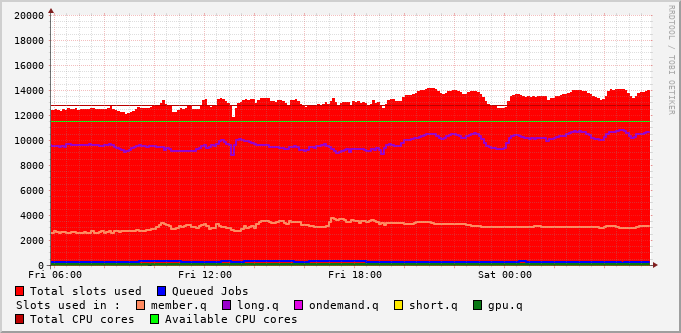 20000
18000
16000
14000
12000
10000
8000
6000
4000
2000
0
Fri 06:00 Fri 12:00 Fri 18:00 Sat 00:00
RRDTOOL / TOBI OETIKER
Total slots used Queued Jobs
Slots used in : member.q long.q ondemand.q short.q gpu.q
Total CPU cores Available CPU cores